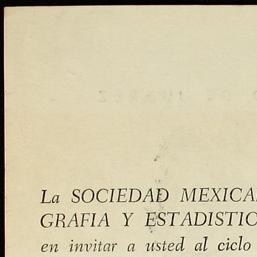 La SOCIEDAD MEXICA
GRAFIA Y ESTADISTIC
en invitar a usted al ciclo